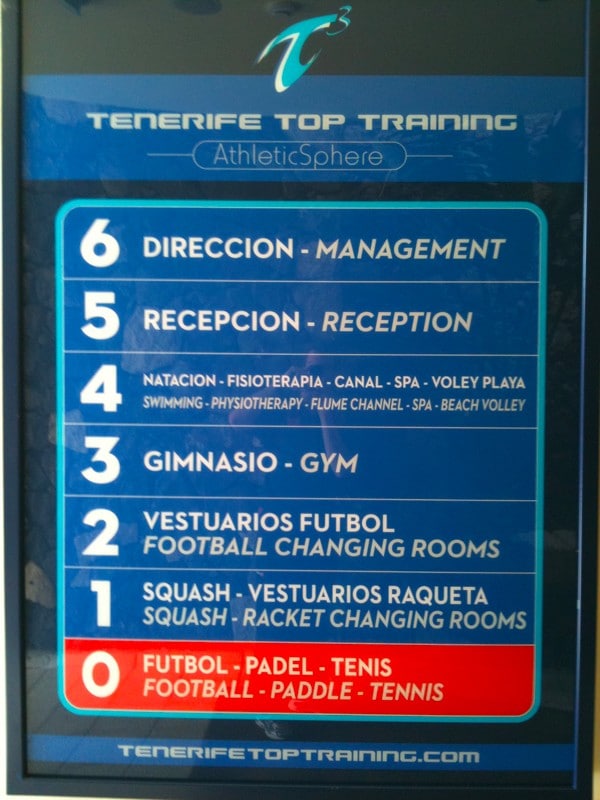 T3
TENERIFE TOP TRAINING
AthleticSphere
6 DIRECCION - MANAGEMENT
5 RECEPCION - RECEPTION
4 NATACION - FISIOTERAPIA - CANAL - SPA - VOLEY PLAYA
SWIMMING - PHYSIOTHERAPY - FLUME CHANNEL - SPA - BEACH VOLLEY
3 GIMNASIO - GYM
2 VESTUARIOS FUTBOL
FOOTBALL CHANGING ROOMS
1 SQUASH - VESTUARIOS RAQUETA
SQUASH - RACKET CHANGING ROOMS
0 FUTBOL - PADEL - TENIS
FOOTBALL - PADDLE - TENNIS
TENERIFETOPTRAINING.COM